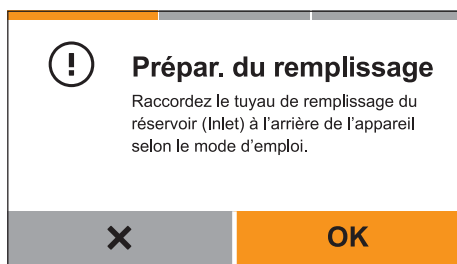 Prépar. du remplissage
Raccordez le tuyau de remplissage du
réservoir (Inlet) à l'arrière de l'appareil
selon le mode d'emploi.
OK